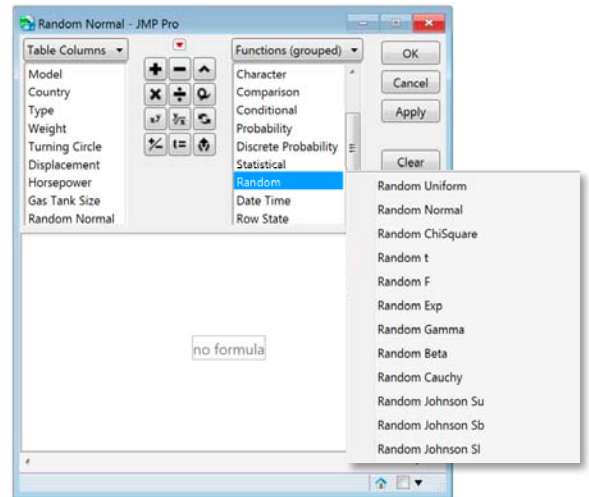 Random Normal - JMP Pro
Table Columns
Functions (grouped)
OK
Cancel
Apply
Clear
Model
Country
Type
Weight
Turning Circle
Displacement
Horsepower
Gas Tank Size
Random Normal
Character
Comparison
Conditional
Probability
Discrete Probability
Statistical
Random
Date Time
Row State
Random Uniform
Random Normal
Random ChiSquare
Random t
Random F
Random Exp
Random Gamma
Random Beta
Random Cauchy
Random Johnson Su
Random Johnson Sb
Random Johnson Sl
no formula